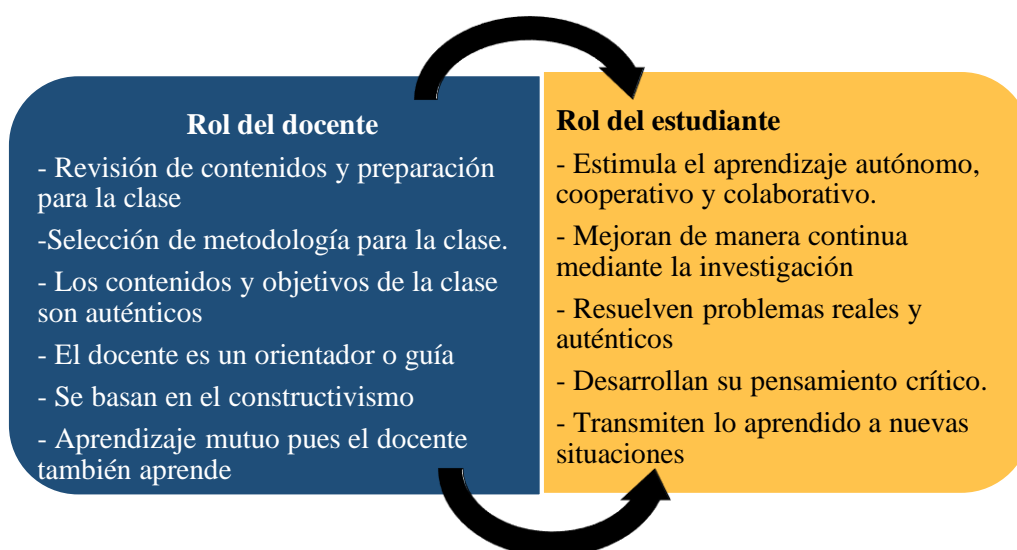 Rol del docente
- Revisión de contenidos y preparación
para la clase
-Selección de metodología para la clase.
- Los contenidos y objetivos de la clase
son auténticos
- El docente es un orientador o guía
- Se basan en el constructivismo
- Aprendizaje mutuo pues el docente
también aprende
Rol del estudiante
- Estimula el aprendizaje autónomo,
cooperativo y colaborativo.
- Mejoran de manera continua
mediante la investigación
- Resuelven problemas reales y
auténticos
- Desarrollan su pensamiento crítico.
- Transmiten lo aprendido a nuevas
situaciones